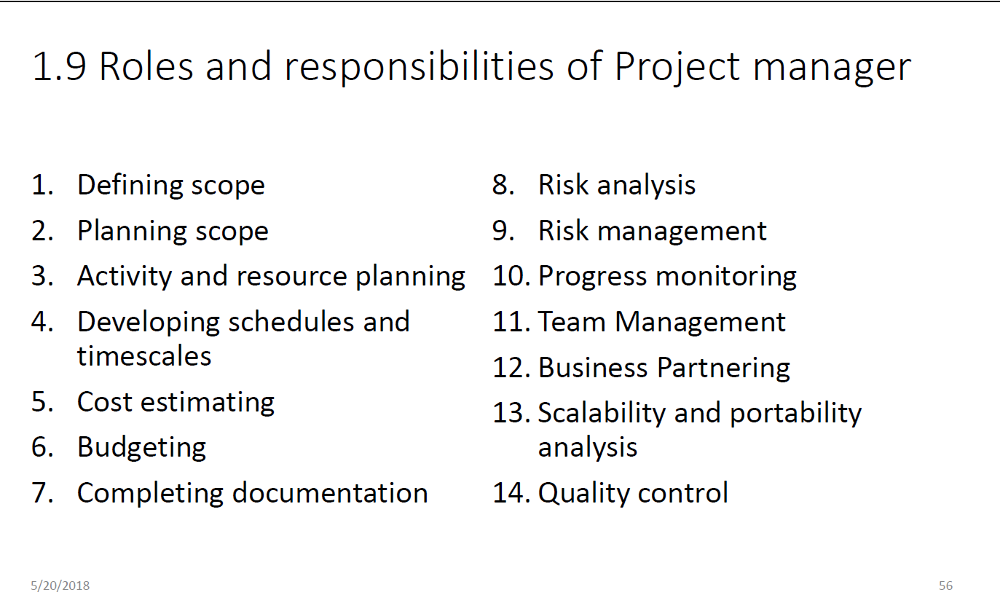 1.9 Roles and responsibilities of Project manager
1. Defining scope
2. Planning scope
3. Activity and resource planning
4. Developing schedules and
timescales
5. Cost estimating
6. Budgeting
7. Completing documentation
8. Risk analysis
9. Risk management
10. Progress monitoring
11. Team Management
12. Business Partnering
13. Scalability and portability
analysis
14. Quality control
5/20/2018
56